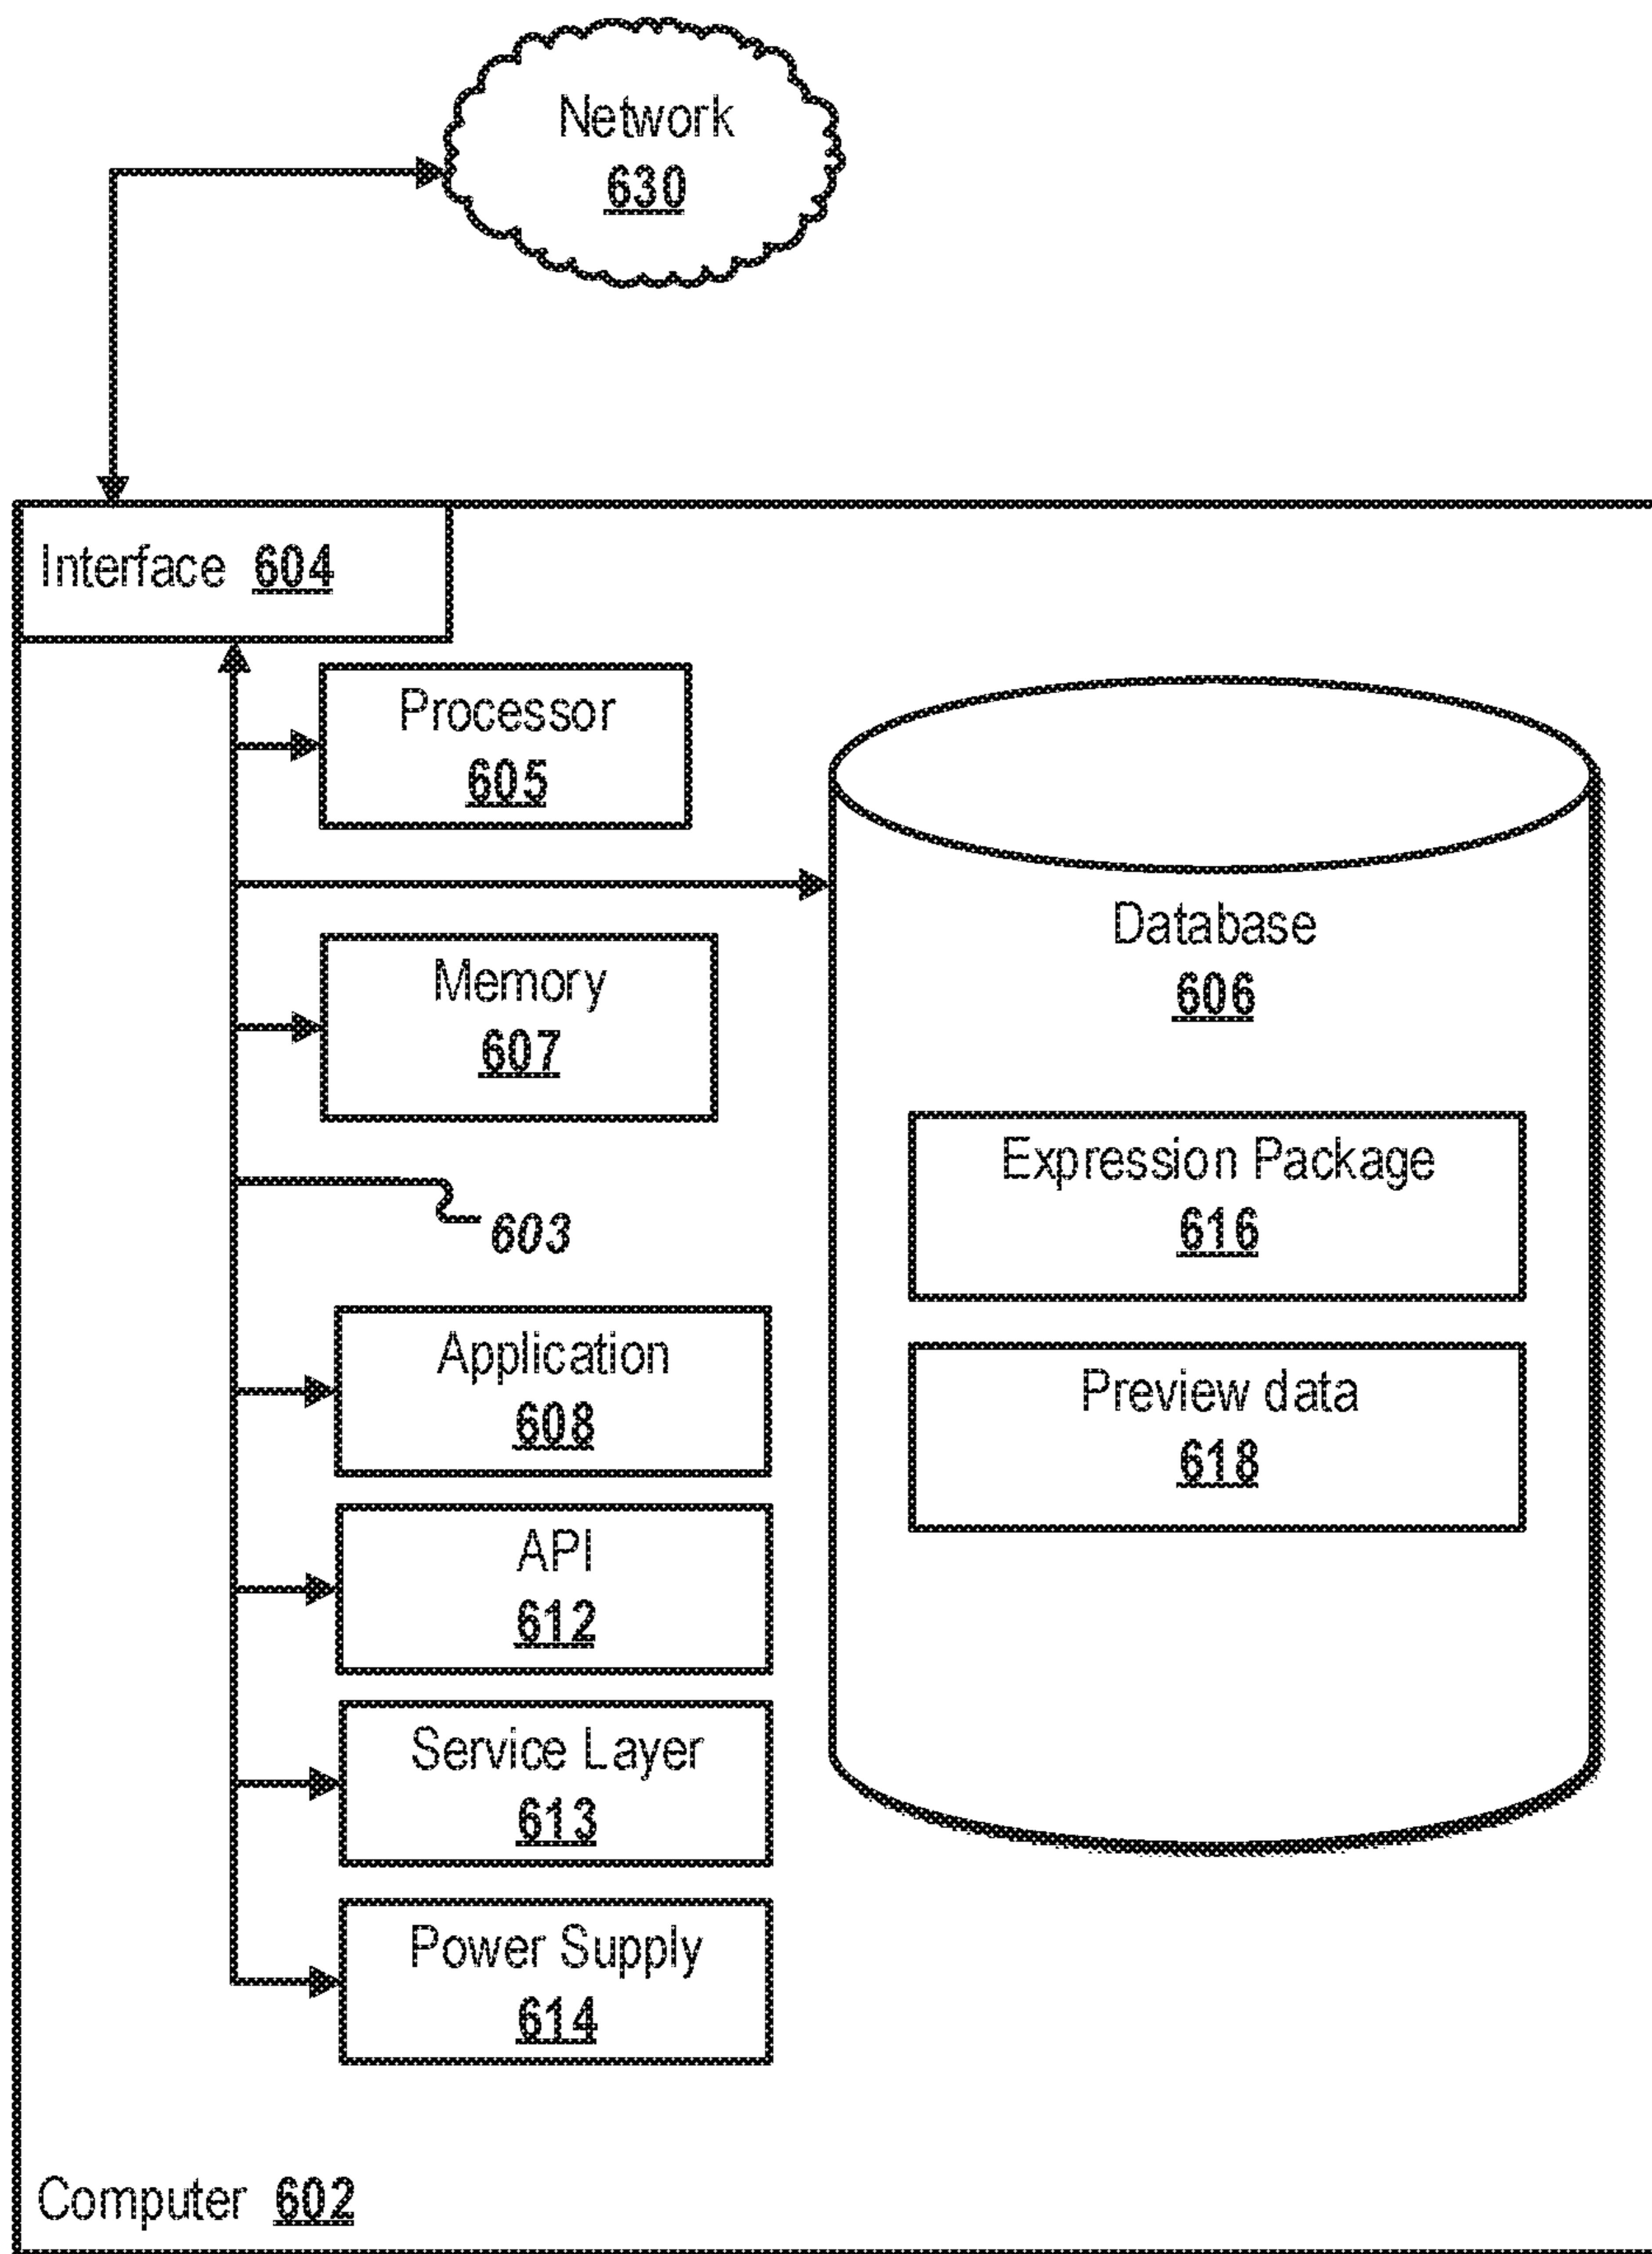 Network
630
Interface 604
Processor
605
Database
606
Memory
607
Expression Package
616
603
Application
608
Preview data
618
API
612
Service Layer
613
Power Supply
614
Computer 602